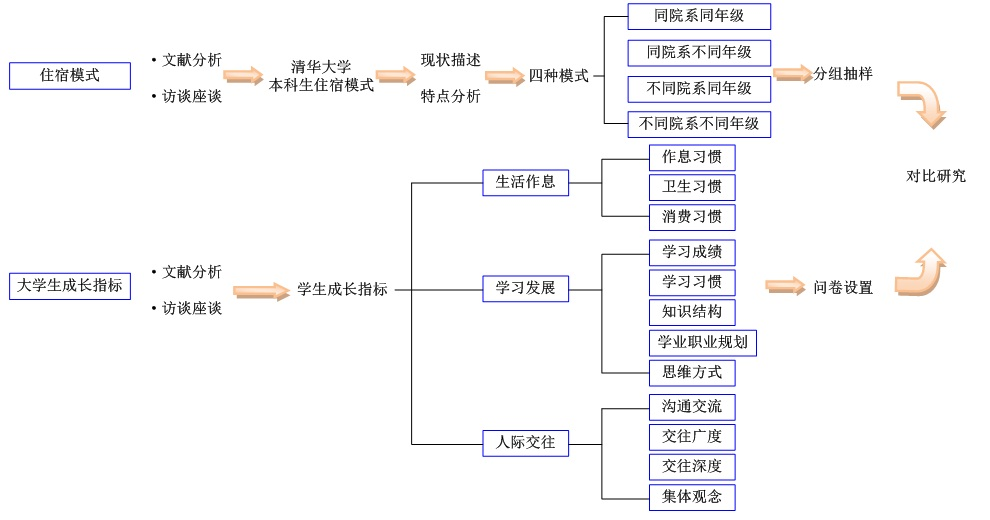 住宿模式
• 文献分析
• 访谈座谈
清华大学
本科生住宿模式
现状描述
特点分析
四种模式
同院系同年级
同院系不同年级
不同院系同年级
不同院系不同年级
分组抽样
对比研究
大学生成长指标
• 文献分析
• 访谈座谈
学生成长指标
生活作息
作息习惯
卫生习惯
消费习惯
学习发展
学习成绩
学习习惯
知识结构
学业职业规划
思维方式
人际交往
沟通交流
交往广度
交往深度
集体观念
问卷设置